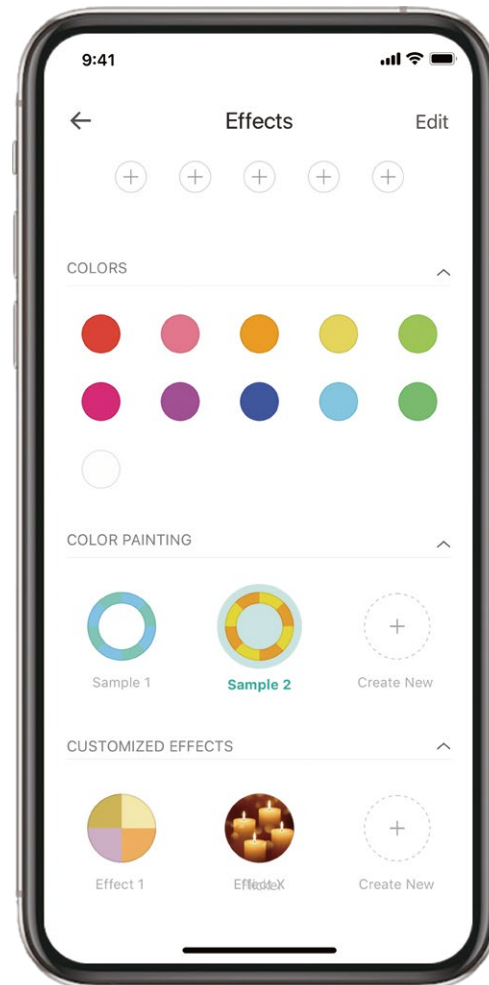 9:41
Effects
Edit
COLORS
COLOR PAINTING
Sample 1
Sample 2
Create New
CUSTOMIZED EFFECTS
Effect 1
Create New